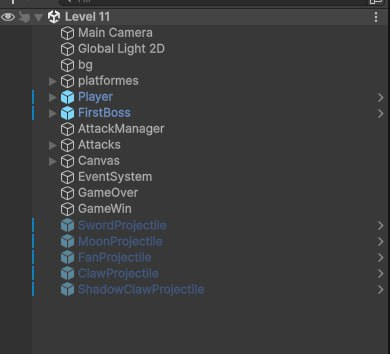 Level 11
Main Camera
Global Light 2D
bg
platformes
Player
FirstBoss
AttackManager
Attacks
Canvas
EventSystem
GameOver
GameWin
SwordProjectile
MoonProjectile
FanProjectile
ClawProjectile
ShadowClawProjectile